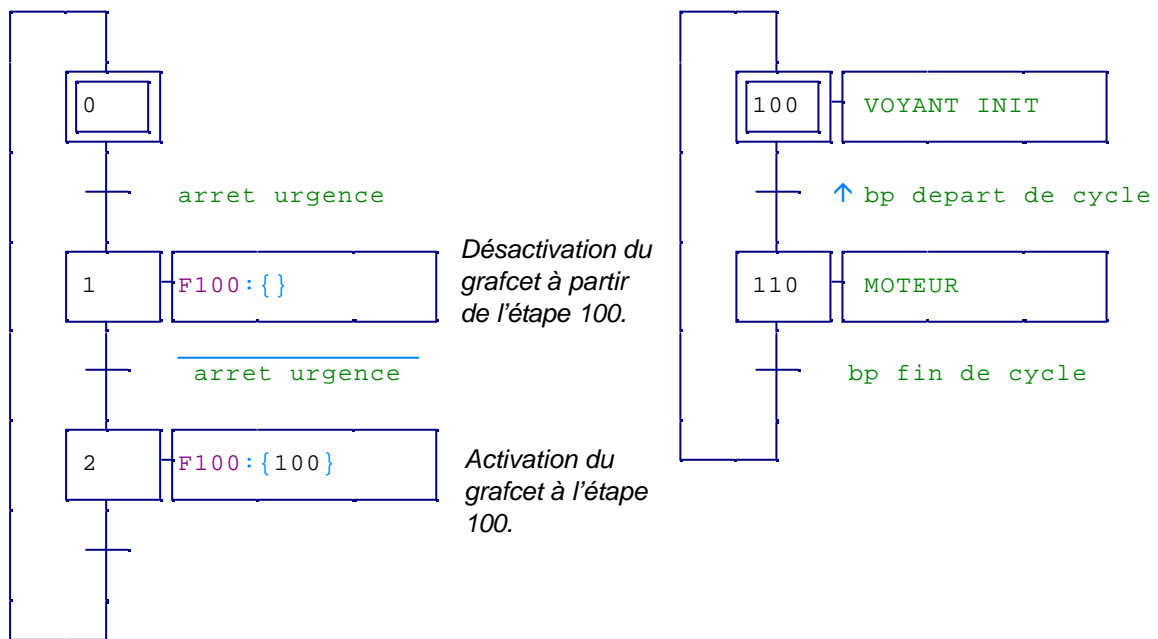 0
arret urgence
1
F100:{}
Désactivation du
grafcet à partir
de l’étape 100.
arret urgence
2
F100:{100}
Activation du
grafcet à l’étape
100.
100
VOYANT INIT
↑ bp depart de cycle
110
MOTEUR
bp fin de cycle